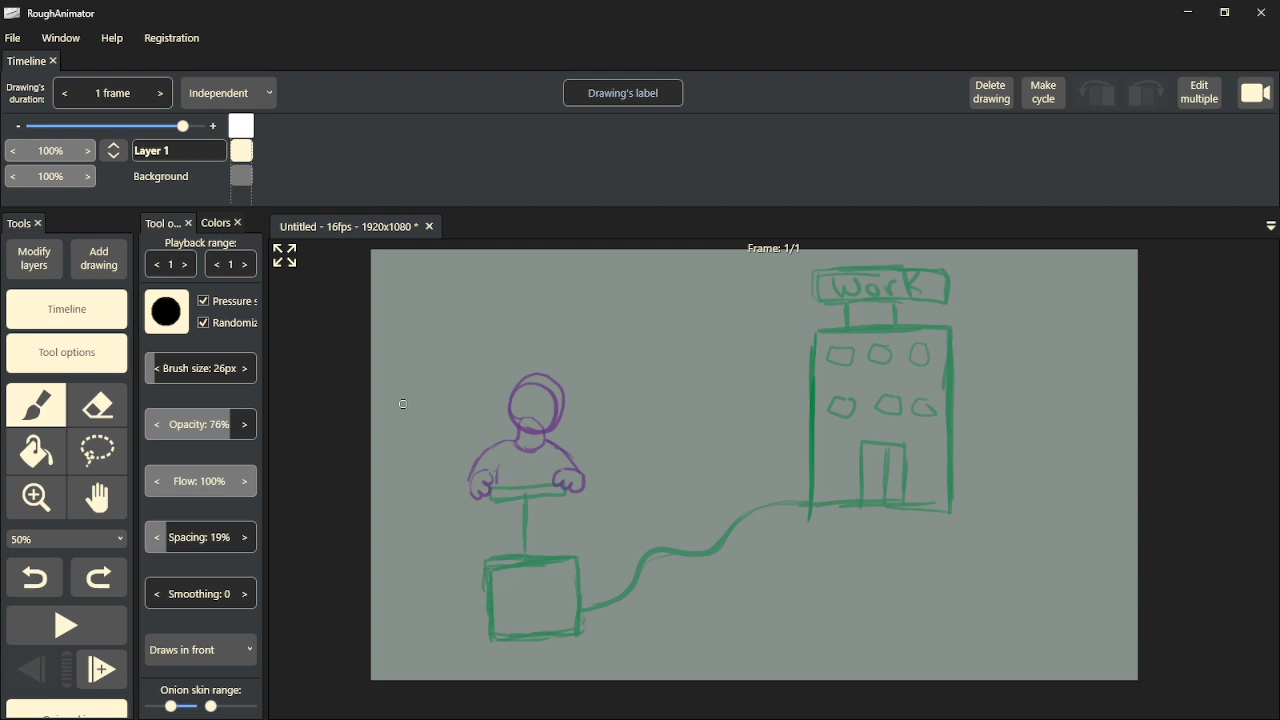 RoughAnimator
File Window Help Registration
Timeline
Drawing's duration: < 1 frame > Independent Drawing's label Delete drawing Make cycle Edit multiple
- +
< 100% > Layer 1
< 100% > Background
Tools Tool o... Colors Untitled - 16fps - 1920x1080 *
Modify layers Add drawing Playback range: Frame: 1/1
< 1 > < 1 >
Timeline Pressure s
Randomiz
Tool options
< Brush size: 26px >
< Opacity: 76% >
< Flow: 100% >
50% < Spacing: 19% >
< Smoothing: 0 >
Draws in front
Onion skin range:
Work